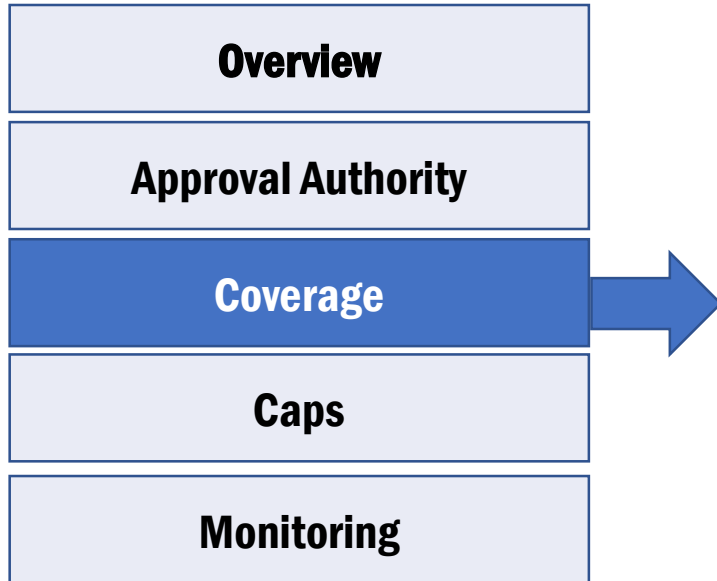 Overview
Approval Authority
Coverage
Caps
Monitoring